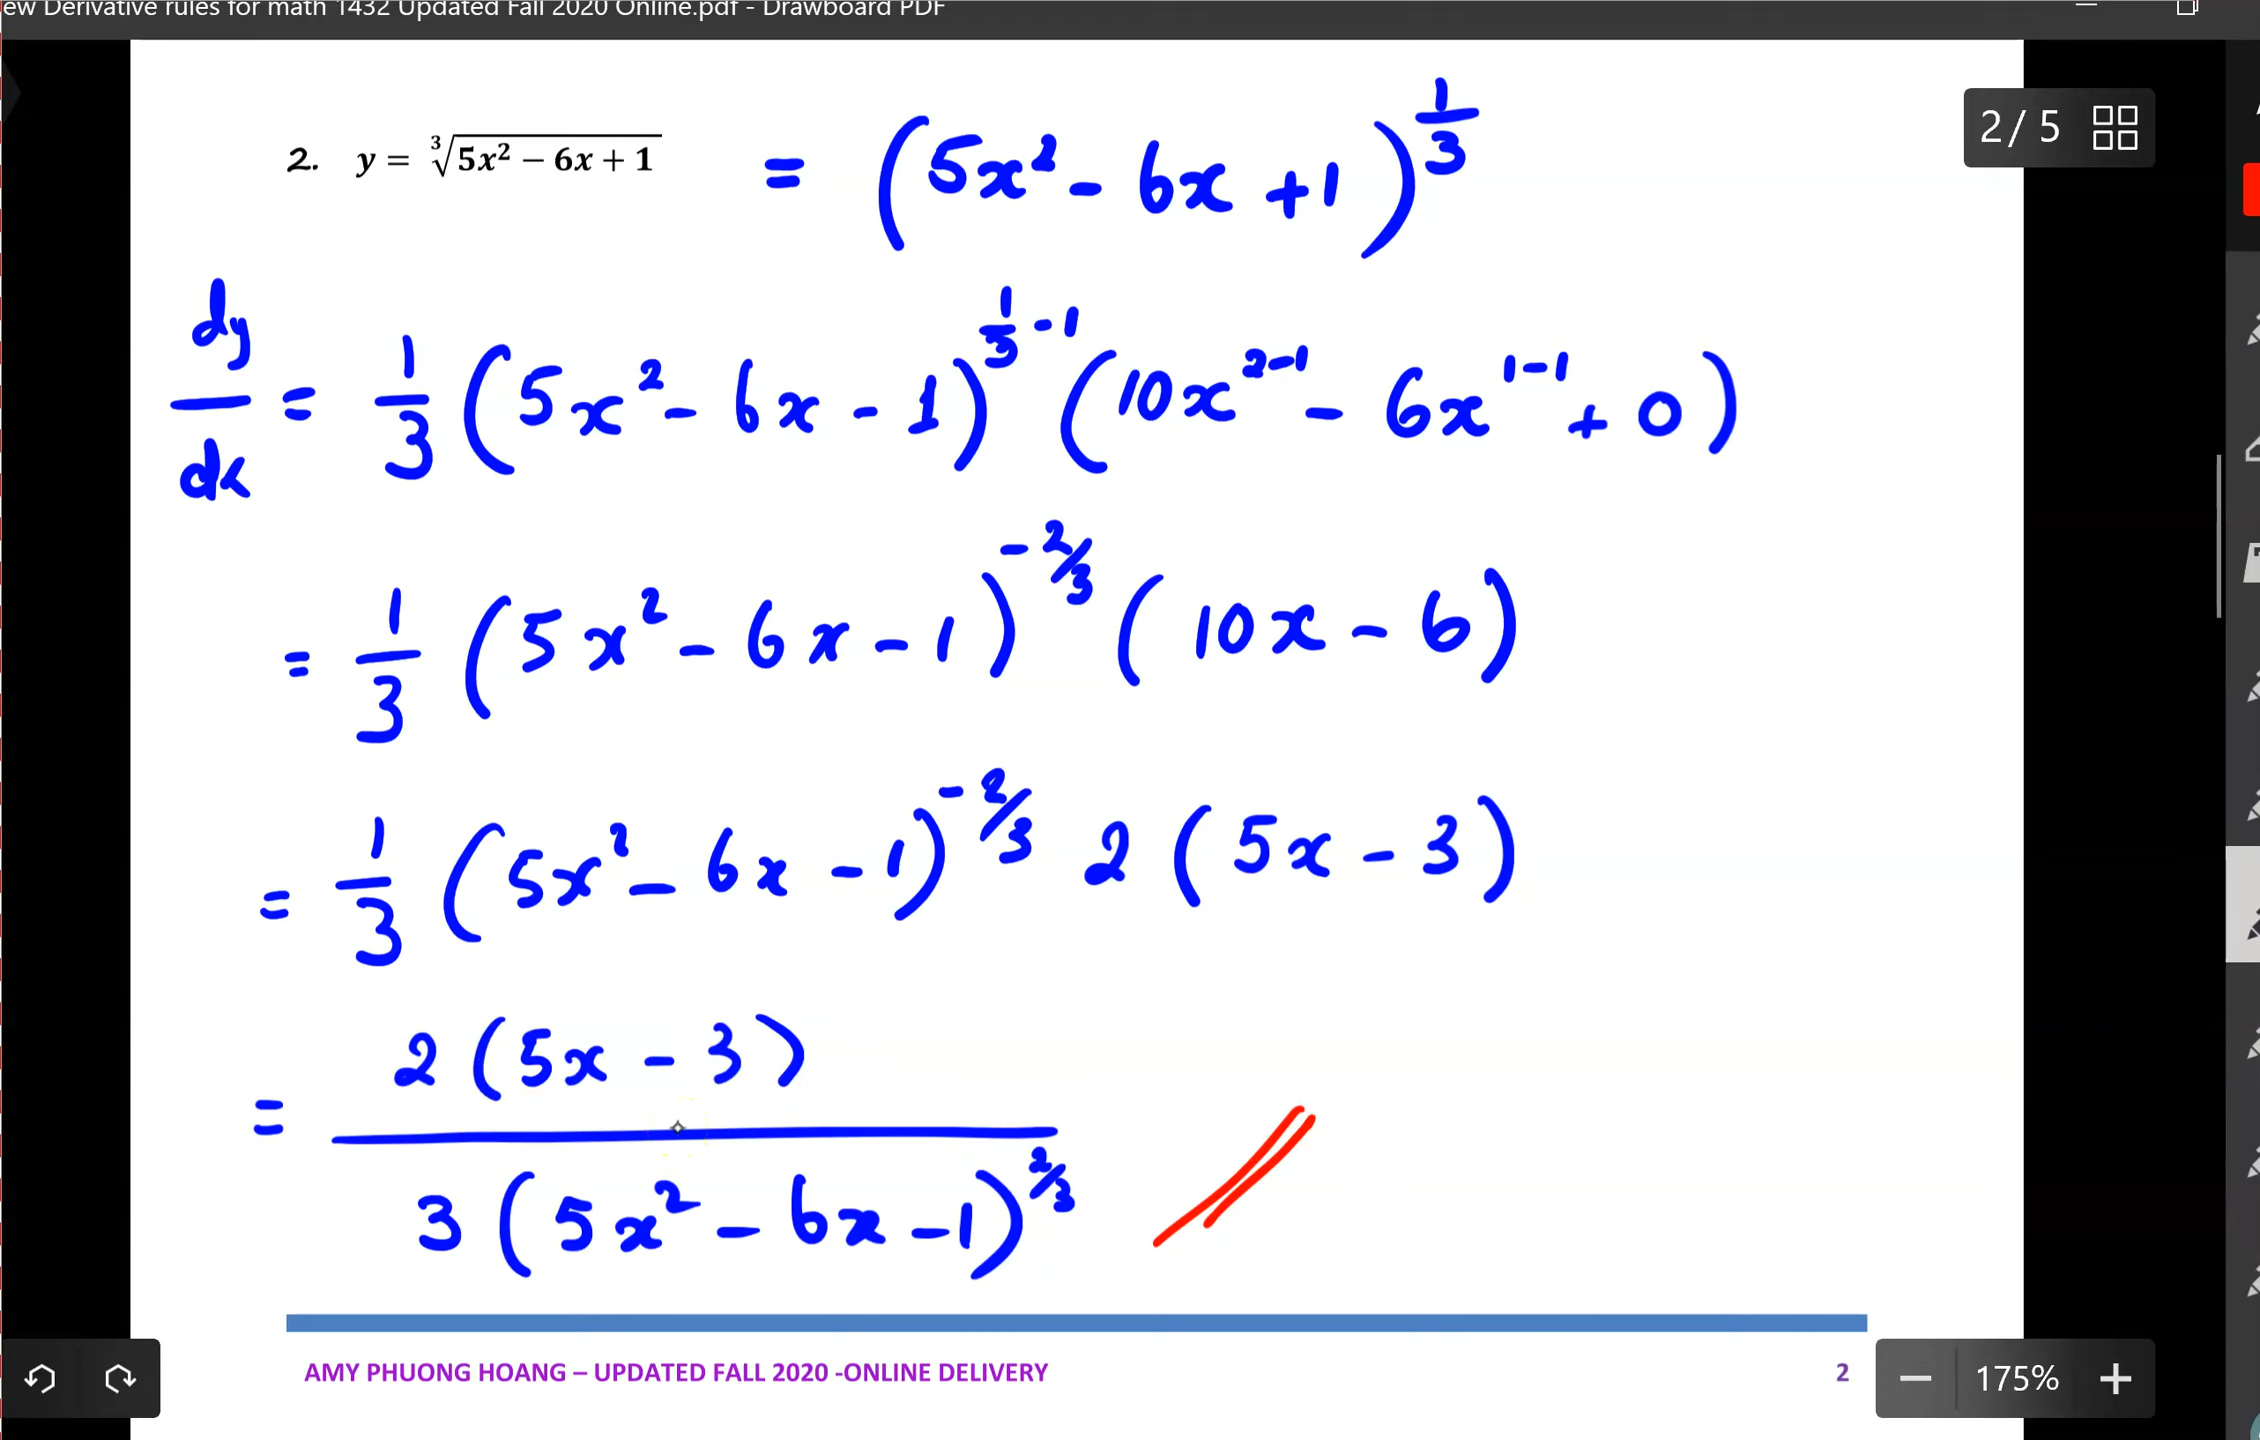 ew Derivative rules for math 1432 Updated Fall 2020 Online.pdf - Drawboard PDF
2 / 5
2. y = ∛(5x² − 6x + 1) = (5x² - 6x + 1)^(1/3)
dy/dx = 1/3 (5x² - 6x - 1)^(1/3 - 1) (10x^(2-1) - 6x^(1-1) + 0)
= 1/3 (5x² - 6x - 1)^(-2/3) (10x - 6)
= 1/3 (5x² - 6x - 1)^(-2/3) 2 (5x - 3)
= 2 (5x - 3) / 3 (5x² - 6x - 1)^(2/3)
AMY PHUONG HOANG – UPDATED FALL 2020 -ONLINE DELIVERY 2
175%